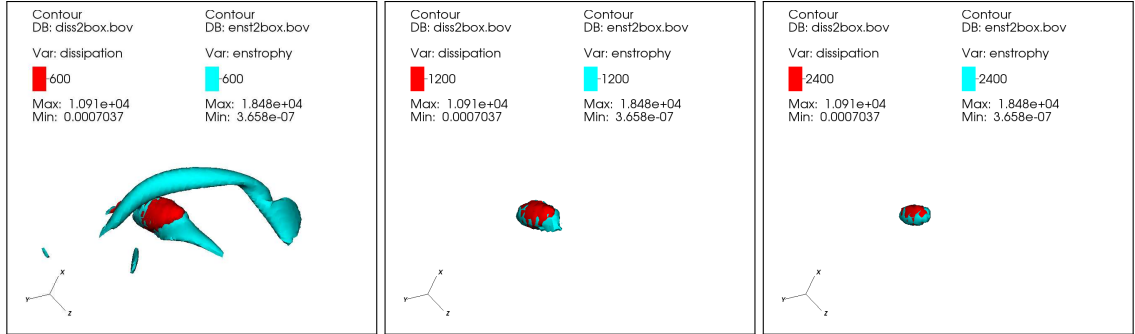 Contour Contour
DB: diss2box.bov DB: enst2box.bov
Var: dissipation Var: enstrophy
600 600
Max: 1.091e+04 Max: 1.848e+04
Min: 0.0007037 Min: 3.658e-07
X
Y
Z
Contour Contour
DB: diss2box.bov DB: enst2box.bov
Var: dissipation Var: enstrophy
1200 1200
Max: 1.091e+04 Max: 1.848e+04
Min: 0.0007037 Min: 3.658e-07
X
Y
Z
Contour Contour
DB: diss2box.bov DB: enst2box.bov
Var: dissipation Var: enstrophy
2400 2400
Max: 1.091e+04 Max: 1.848e+04
Min: 0.0007037 Min: 3.658e-07
X
Y
Z